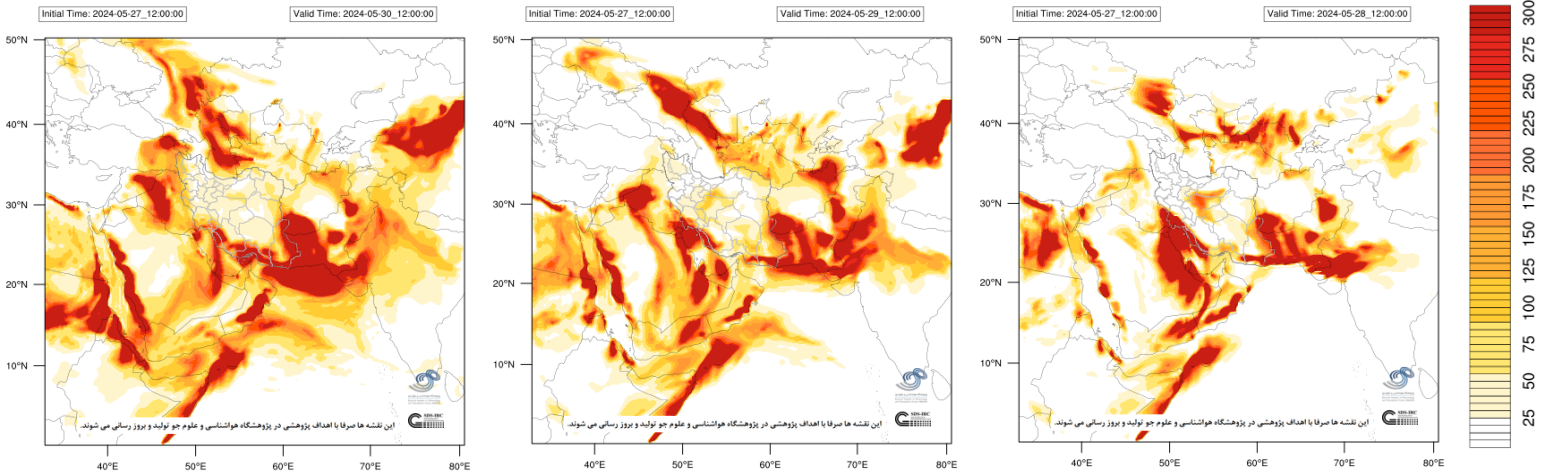 Initial Time: 2024-05-27_12:00:00
Valid Time: 2024-05-30_12:00:00
50°N
40°N
30°N
20°N
10°N
SDS-IRC
این نقشه ها صرفا با اهداف پژوهشی در پژوهشگاه هواشناسی و علوم جو تولید و بروز رسانی می شوند.
40°E
50°E
60°E
70°E
80°E
Initial Time: 2024-05-27_12:00:00
Valid Time: 2024-05-29_12:00:00
50°N
40°N
30°N
20°N
10°N
SDS-IRC
این نقشه ها صرفا با اهداف پژوهشی در پژوهشگاه هواشناسی و علوم جو تولید و بروز رسانی می شوند.
40°E
50°E
60°E
70°E
80°E
Initial Time: 2024-05-27_12:00:00
Valid Time: 2024-05-28_12:00:00
50°N
40°N
30°N
20°N
10°N
SDS-IRC
این نقشه ها صرفا با اهداف پژوهشی در پژوهشگاه هواشناسی و علوم جو تولید و بروز رسانی می شوند.
40°E
50°E
60°E
70°E
80°E
300
275
250
225
200
175
150
125
100
75
50
25